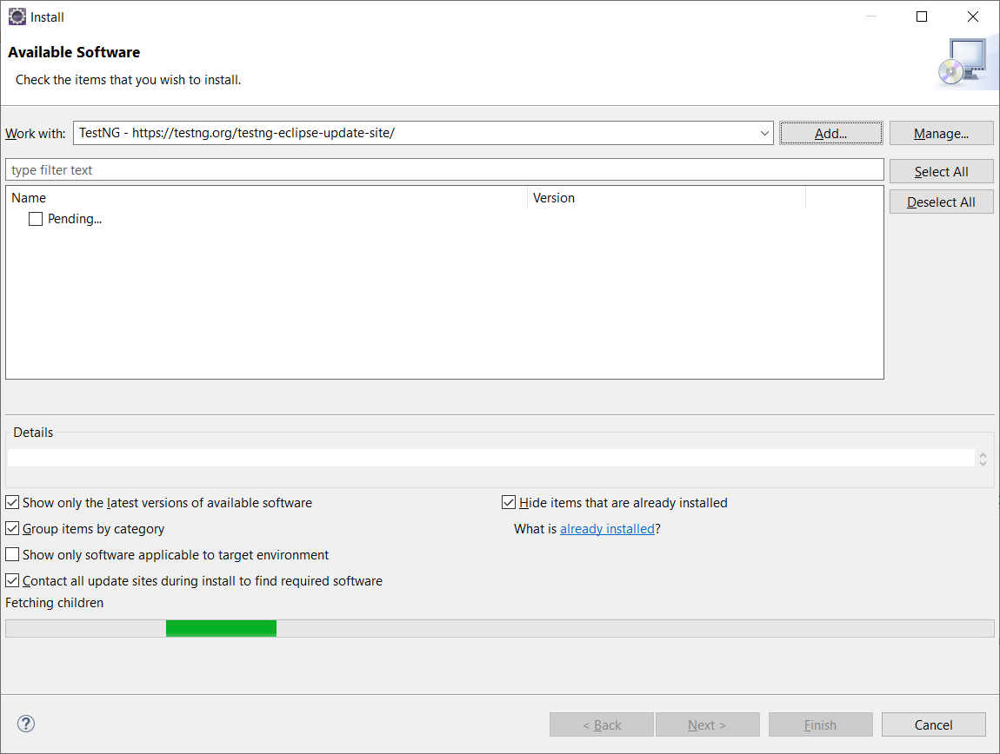 Install
Available Software
Check the items that you wish to install.
Work with: TestNG - https://testng.org/testng-eclipse-update-site/ Add... Manage...
type filter text Select All
Name Version Deselect All
Pending...
Details
Show only the latest versions of available software Hide items that are already installed
Group items by category What is already installed?
Show only software applicable to target environment
Contact all update sites during install to find required software
Fetching children
? < Back Next > Finish Cancel